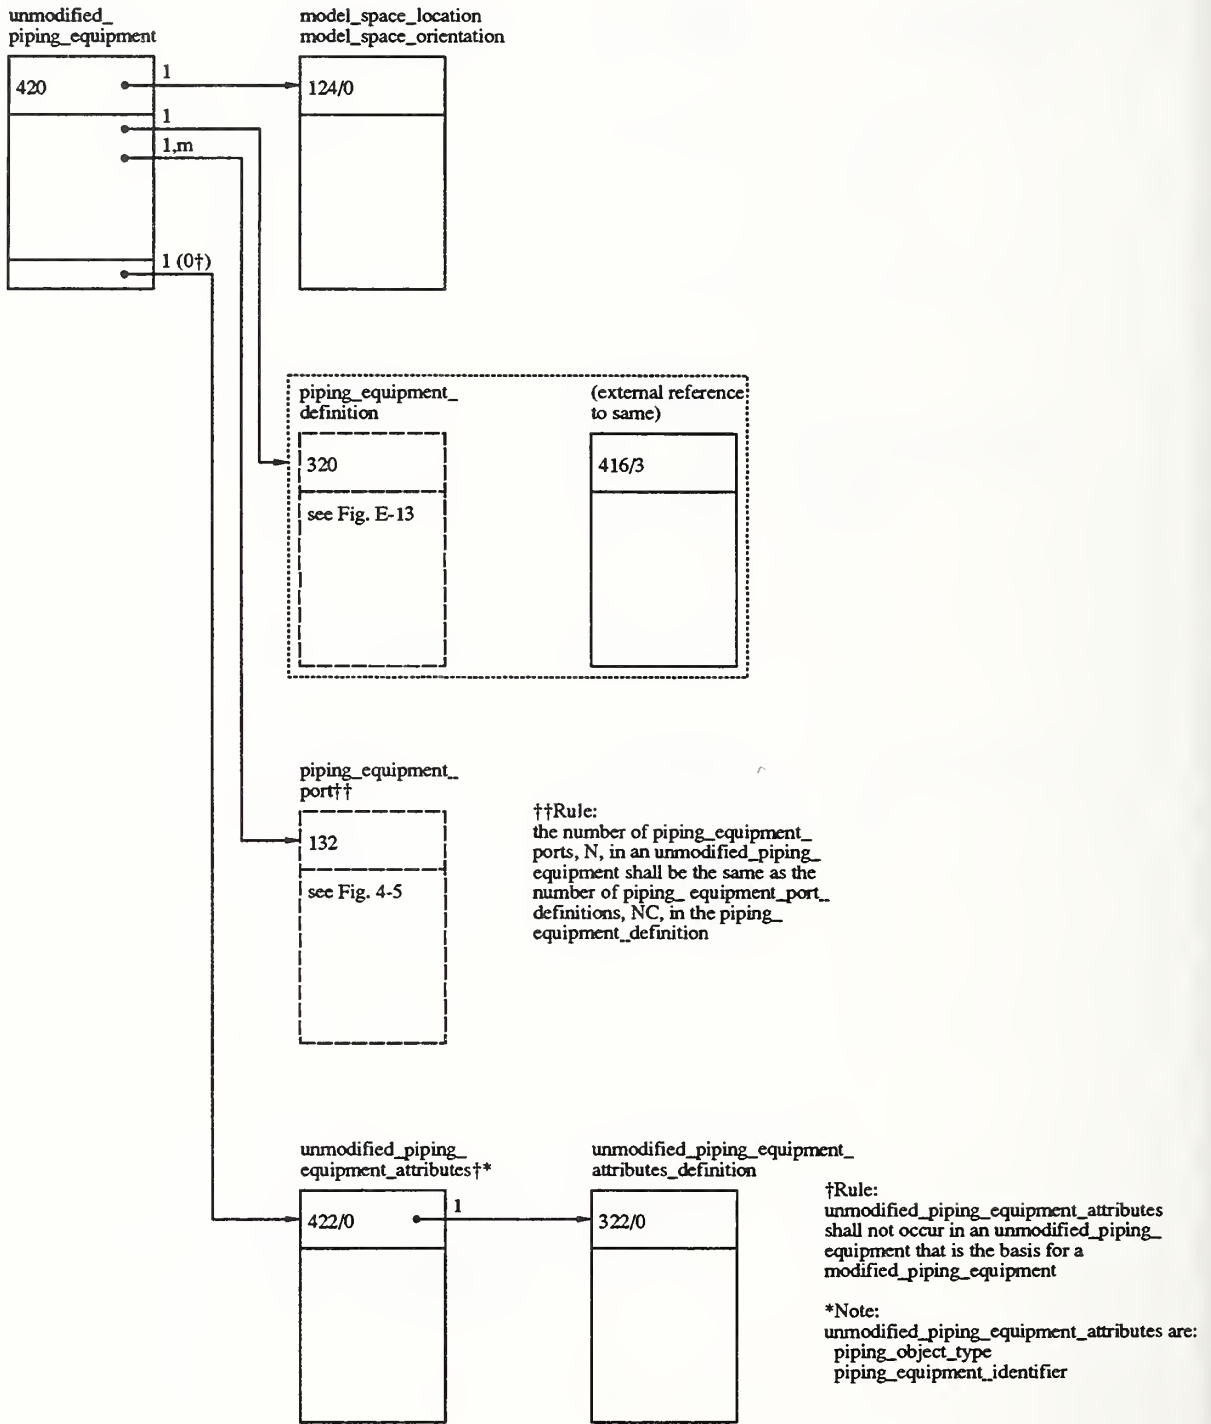 unmodified_
piping_equipment
model_space_location
model_space_orientation
420
1
124/0
1
1,m
1 (0†)
piping_equipment_
definition
(external reference
to same)
320
416/3
see Fig. E-13
piping_equipment_
port††
132
see Fig. 4-5
††Rule:
the number of piping_equipment_
ports, N, in an unmodified_piping_
equipment shall be the same as the
number of piping_ equipment_port_
definitions, NC, in the piping_
equipment_definition
unmodified_piping_
equipment_attributes†*
unmodified_piping_equipment_
attributes_definition
422/0
1
322/0
†Rule:
unmodified_piping_equipment_attributes
shall not occur in an unmodified_piping_
equipment that is the basis for a
modified_piping_equipment
*Note:
unmodified_piping_equipment_attributes are:
piping_object_type
piping_equipment_identifier